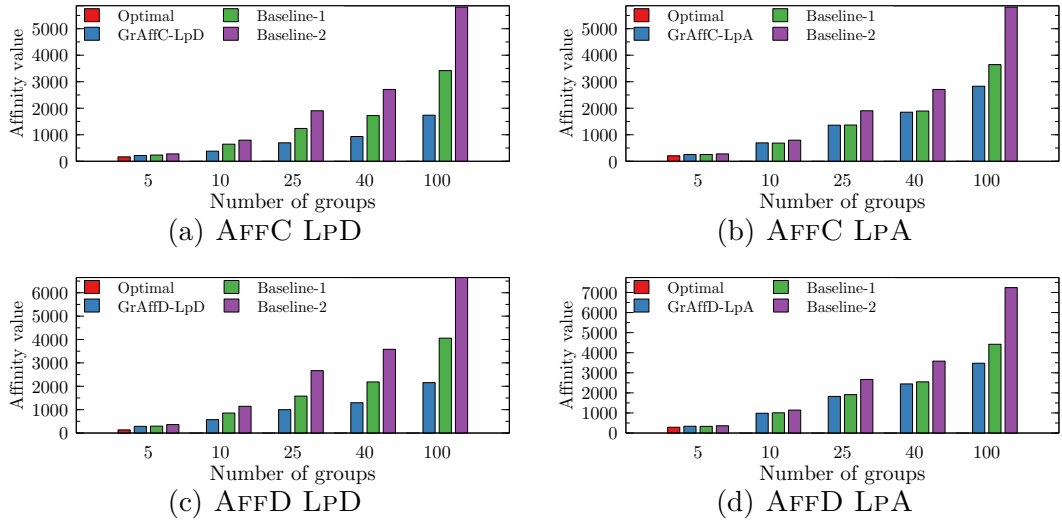 Affinity value
5000
4000
3000
2000
1000
0
Optimal
GrAffC-LpD
Baseline-1
Baseline-2
5 10 25 40 100
Number of groups
(a) AFFC LPD
Affinity value
5000
4000
3000
2000
1000
0
Optimal
GrAffC-LpA
Baseline-1
Baseline-2
5 10 25 40 100
Number of groups
(b) AFFC LPA
Affinity value
6000
5000
4000
3000
2000
1000
0
Optimal
GrAffD-LpD
Baseline-1
Baseline-2
5 10 25 40 100
Number of groups
(c) AFFD LPD
Affinity value
7000
6000
5000
4000
3000
2000
1000
0
Optimal
GrAffD-LpA
Baseline-1
Baseline-2
5 10 25 40 100
Number of groups
(d) AFFD LPA